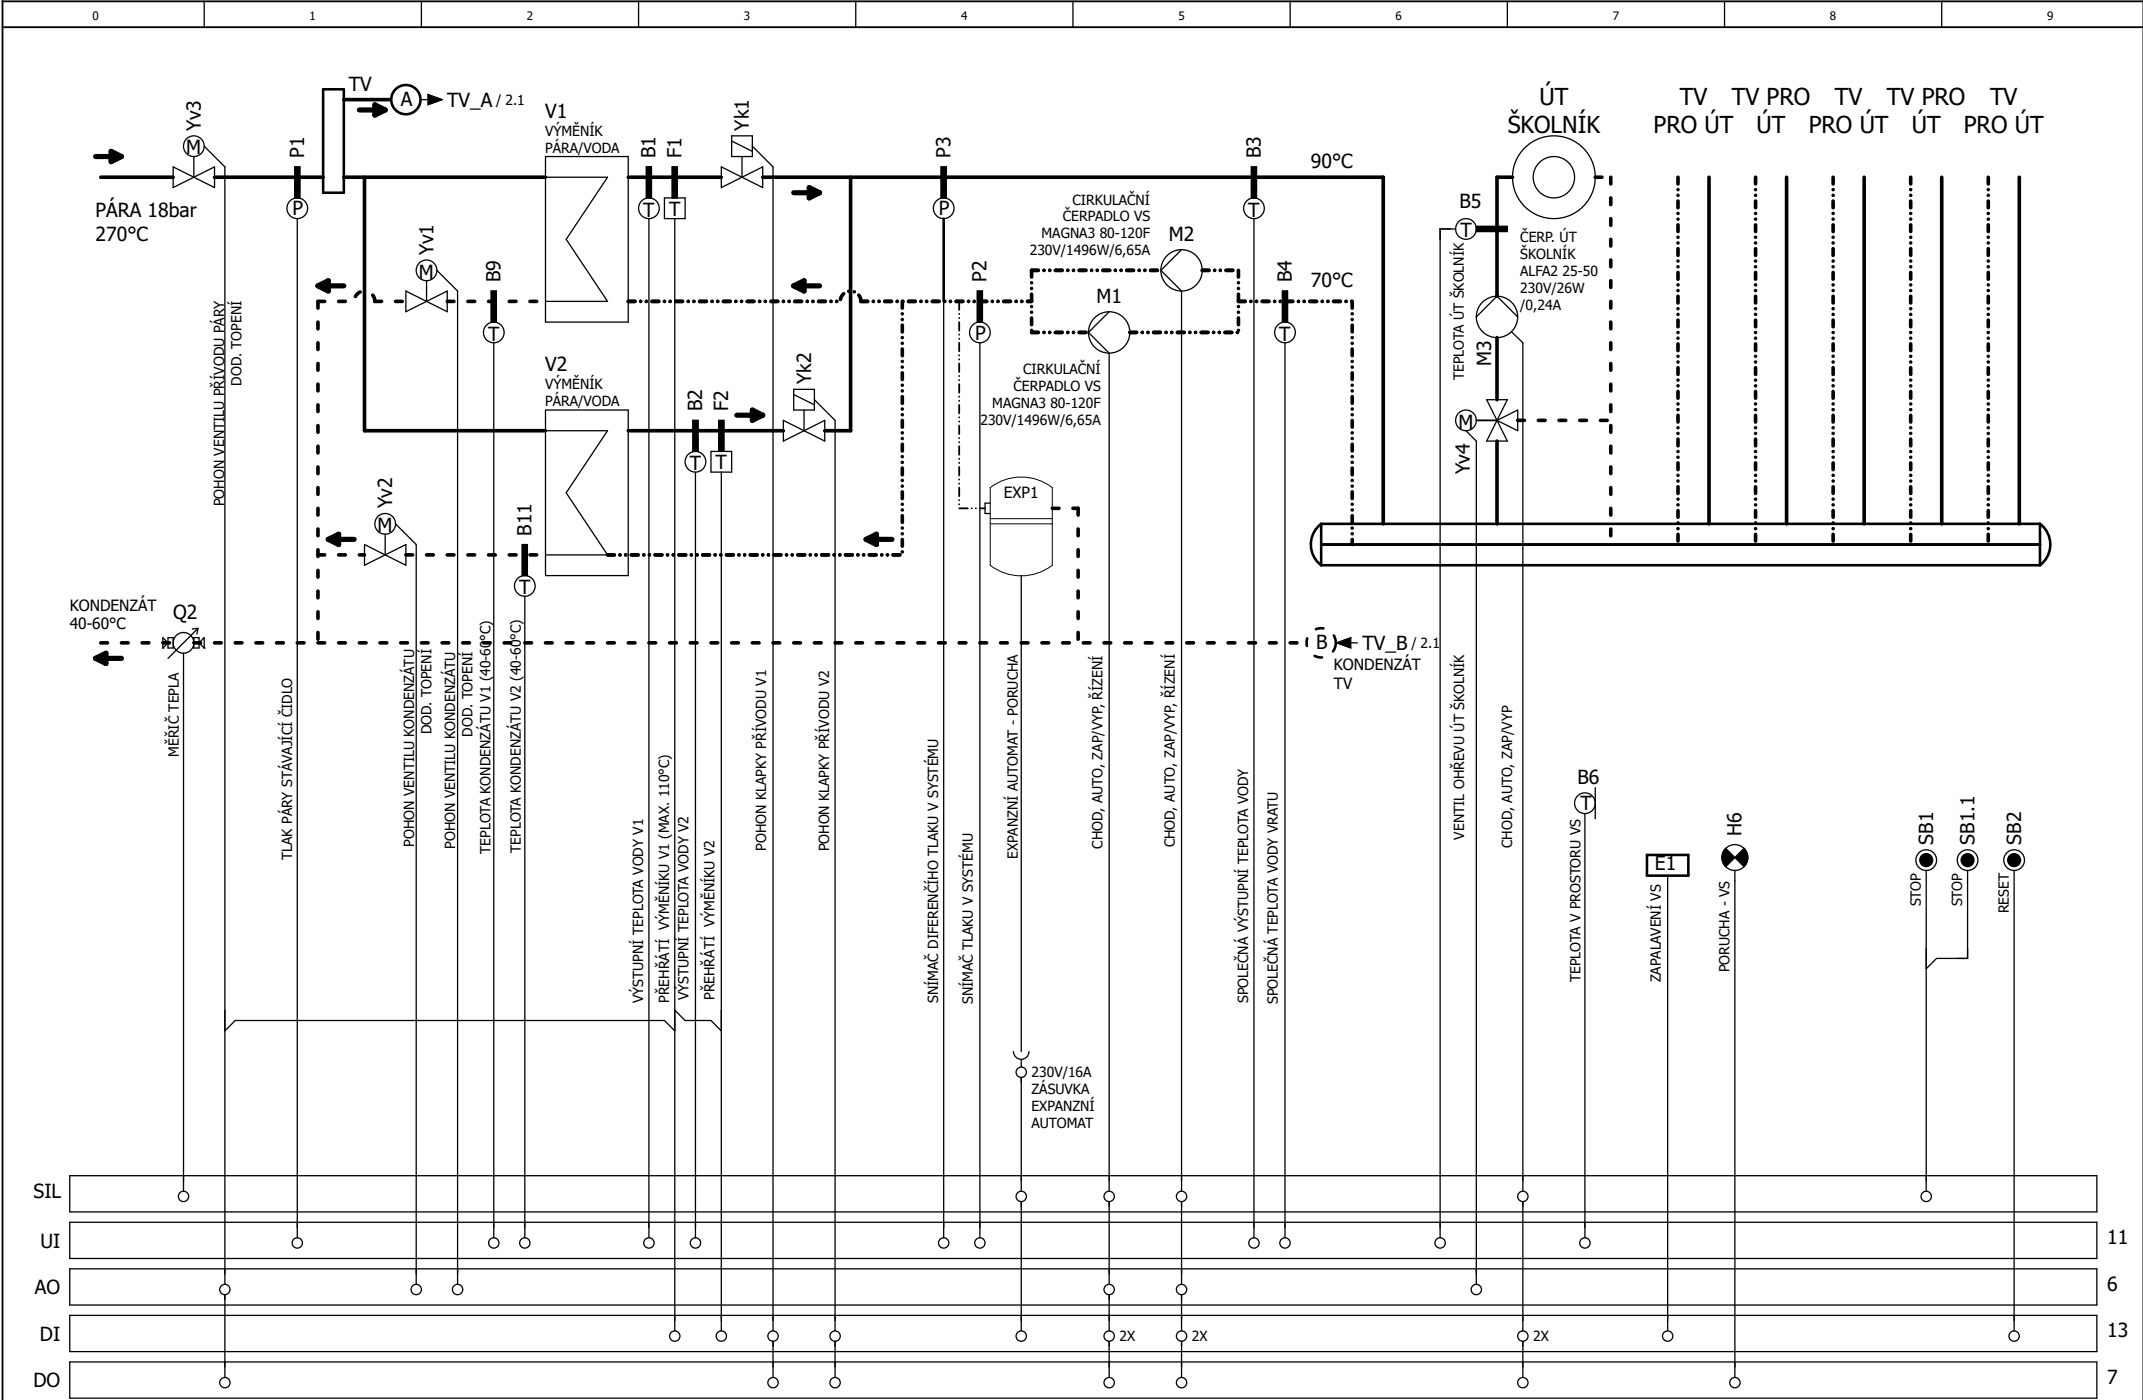 0 1 2 3 4 5 6 7 8 9
TV
A TV_A / 2.1
Yv3
M
P1
P
PÁRA 18bar
270°C
V1
VÝMĚNÍK
PÁRA/VODA
B1
T
F1
T
Yk1
Yv1
M
B9
T
V2
VÝMĚNÍK
PÁRA/VODA
B2
T
F2
T
Yk2
Yv2
M
B11
T
P3
P
P2
P
CIRKULAČNÍ
ČERPADLO VS
MAGNA3 80-120F
230V/1496W/6,65A
M2
M1
CIRKULAČNÍ
ČERPADLO VS
MAGNA3 80-120F
230V/1496W/6,65A
EXP1
B3
T
90°C
B4
T
70°C
ÚT
ŠKOLNÍK
B5
T
TEPLOTA ÚT ŠKOLNÍK
ČERP. ÚT
ŠKOLNÍK
ALFA2 25-50
230V/26W
/0,24A
M3
M
Yv4
TV TV PRO TV TV PRO TV
PRO ÚT ÚT PRO ÚT ÚT PRO ÚT
KONDENZÁT
40-60°C
Q2
B TV_B / 2.1
KONDENZÁT
TV
MĚŘIČ TEPLA
POHON VENTILU PŘÍVODU PÁRY
DOD. TOPENÍ
TLAK PÁRY STÁVAJÍCÍ ČIDLO
POHON VENTILU KONDENZÁTU
DOD. TOPENÍ
POHON VENTILU KONDENZÁTU
DOD. TOPENÍ
TEPLOTA KONDENZÁTU V1 (40-60°C)
TEPLOTA KONDENZÁTU V2 (40-60°C)
VÝSTUPNÍ TEPLOTA VODY V1
PŘEHŘÁTÍ VÝMĚNÍKU V1 (MAX. 110°C)
VÝSTUPNÍ TEPLOTA VODY V2
PŘEHŘÁTÍ VÝMĚNÍKU V2
POHON KLAPKY PŘÍVODU V1
POHON KLAPKY PŘÍVODU V2
SNÍMAČ DIFERENČÍHO TLAKU V SYSTÉMU
SNÍMAČ TLAKU V SYSTÉMU
EXPANZNÍ AUTOMAT - PORUCHA
CHOD, AUTO, ZAP/VYP, ŘÍZENÍ
CHOD, AUTO, ZAP/VYP, ŘÍZENÍ
SPOLEČNÁ VÝSTUPNÍ TEPLOTA VODY
SPOLEČNÁ TEPLOTA VODY VRATU
VENTIL OHŘEVU ÚT ŠKOLNÍK
CHOD, AUTO, ZAP/VYP
B6
T
TEPLOTA V PROSTORU VS
E1
ZAPALAVENÍ VS
H6
PORUCHA - VS
SB1
STOP
SB1.1
STOP
SB2
RESET
230V/16A
ZÁSUVKA
EXPANZNÍ
AUTOMAT
SIL
UI 11
AO 6
DI 2X 2X 2X 13
DO 7